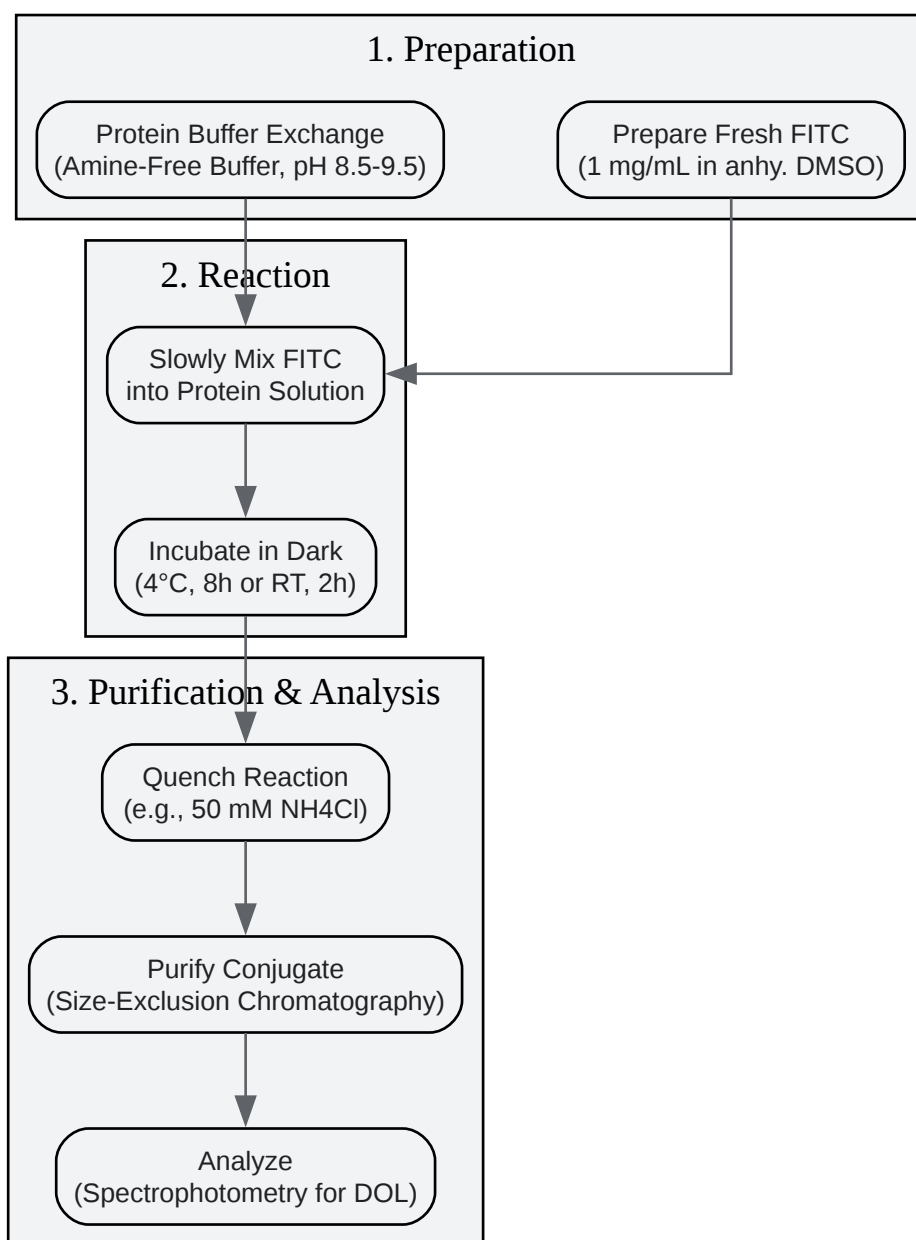 1. Preparation
Protein Buffer Exchange
(Amine-Free Buffer, pH 8.5-9.5)
Prepare Fresh FITC
(1 mg/mL in anhy. DMSO)
2. Reaction
Slowly Mix FITC
into Protein Solution
Incubate in Dark
(4°C, 8h or RT, 2h)
3. Purification & Analysis
Quench Reaction
(e.g., 50 mM NH4Cl)
Purify Conjugate
(Size-Exclusion Chromatography)
Analyze
(Spectrophotometry for DOL)